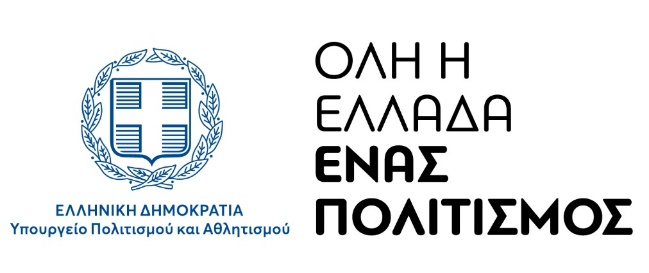 ΕΛΛΗΝΙΚΗ ΔΗΜΟΚΡΑΤΙΑ
Υπουργείο Πολιτισμού και Αθλητισμού
ΟΛΗ Η
ΕΛΛΑΔΑ
ΕΝΑΣ
ΠΟΛΙΤΙΣΜΟΣ